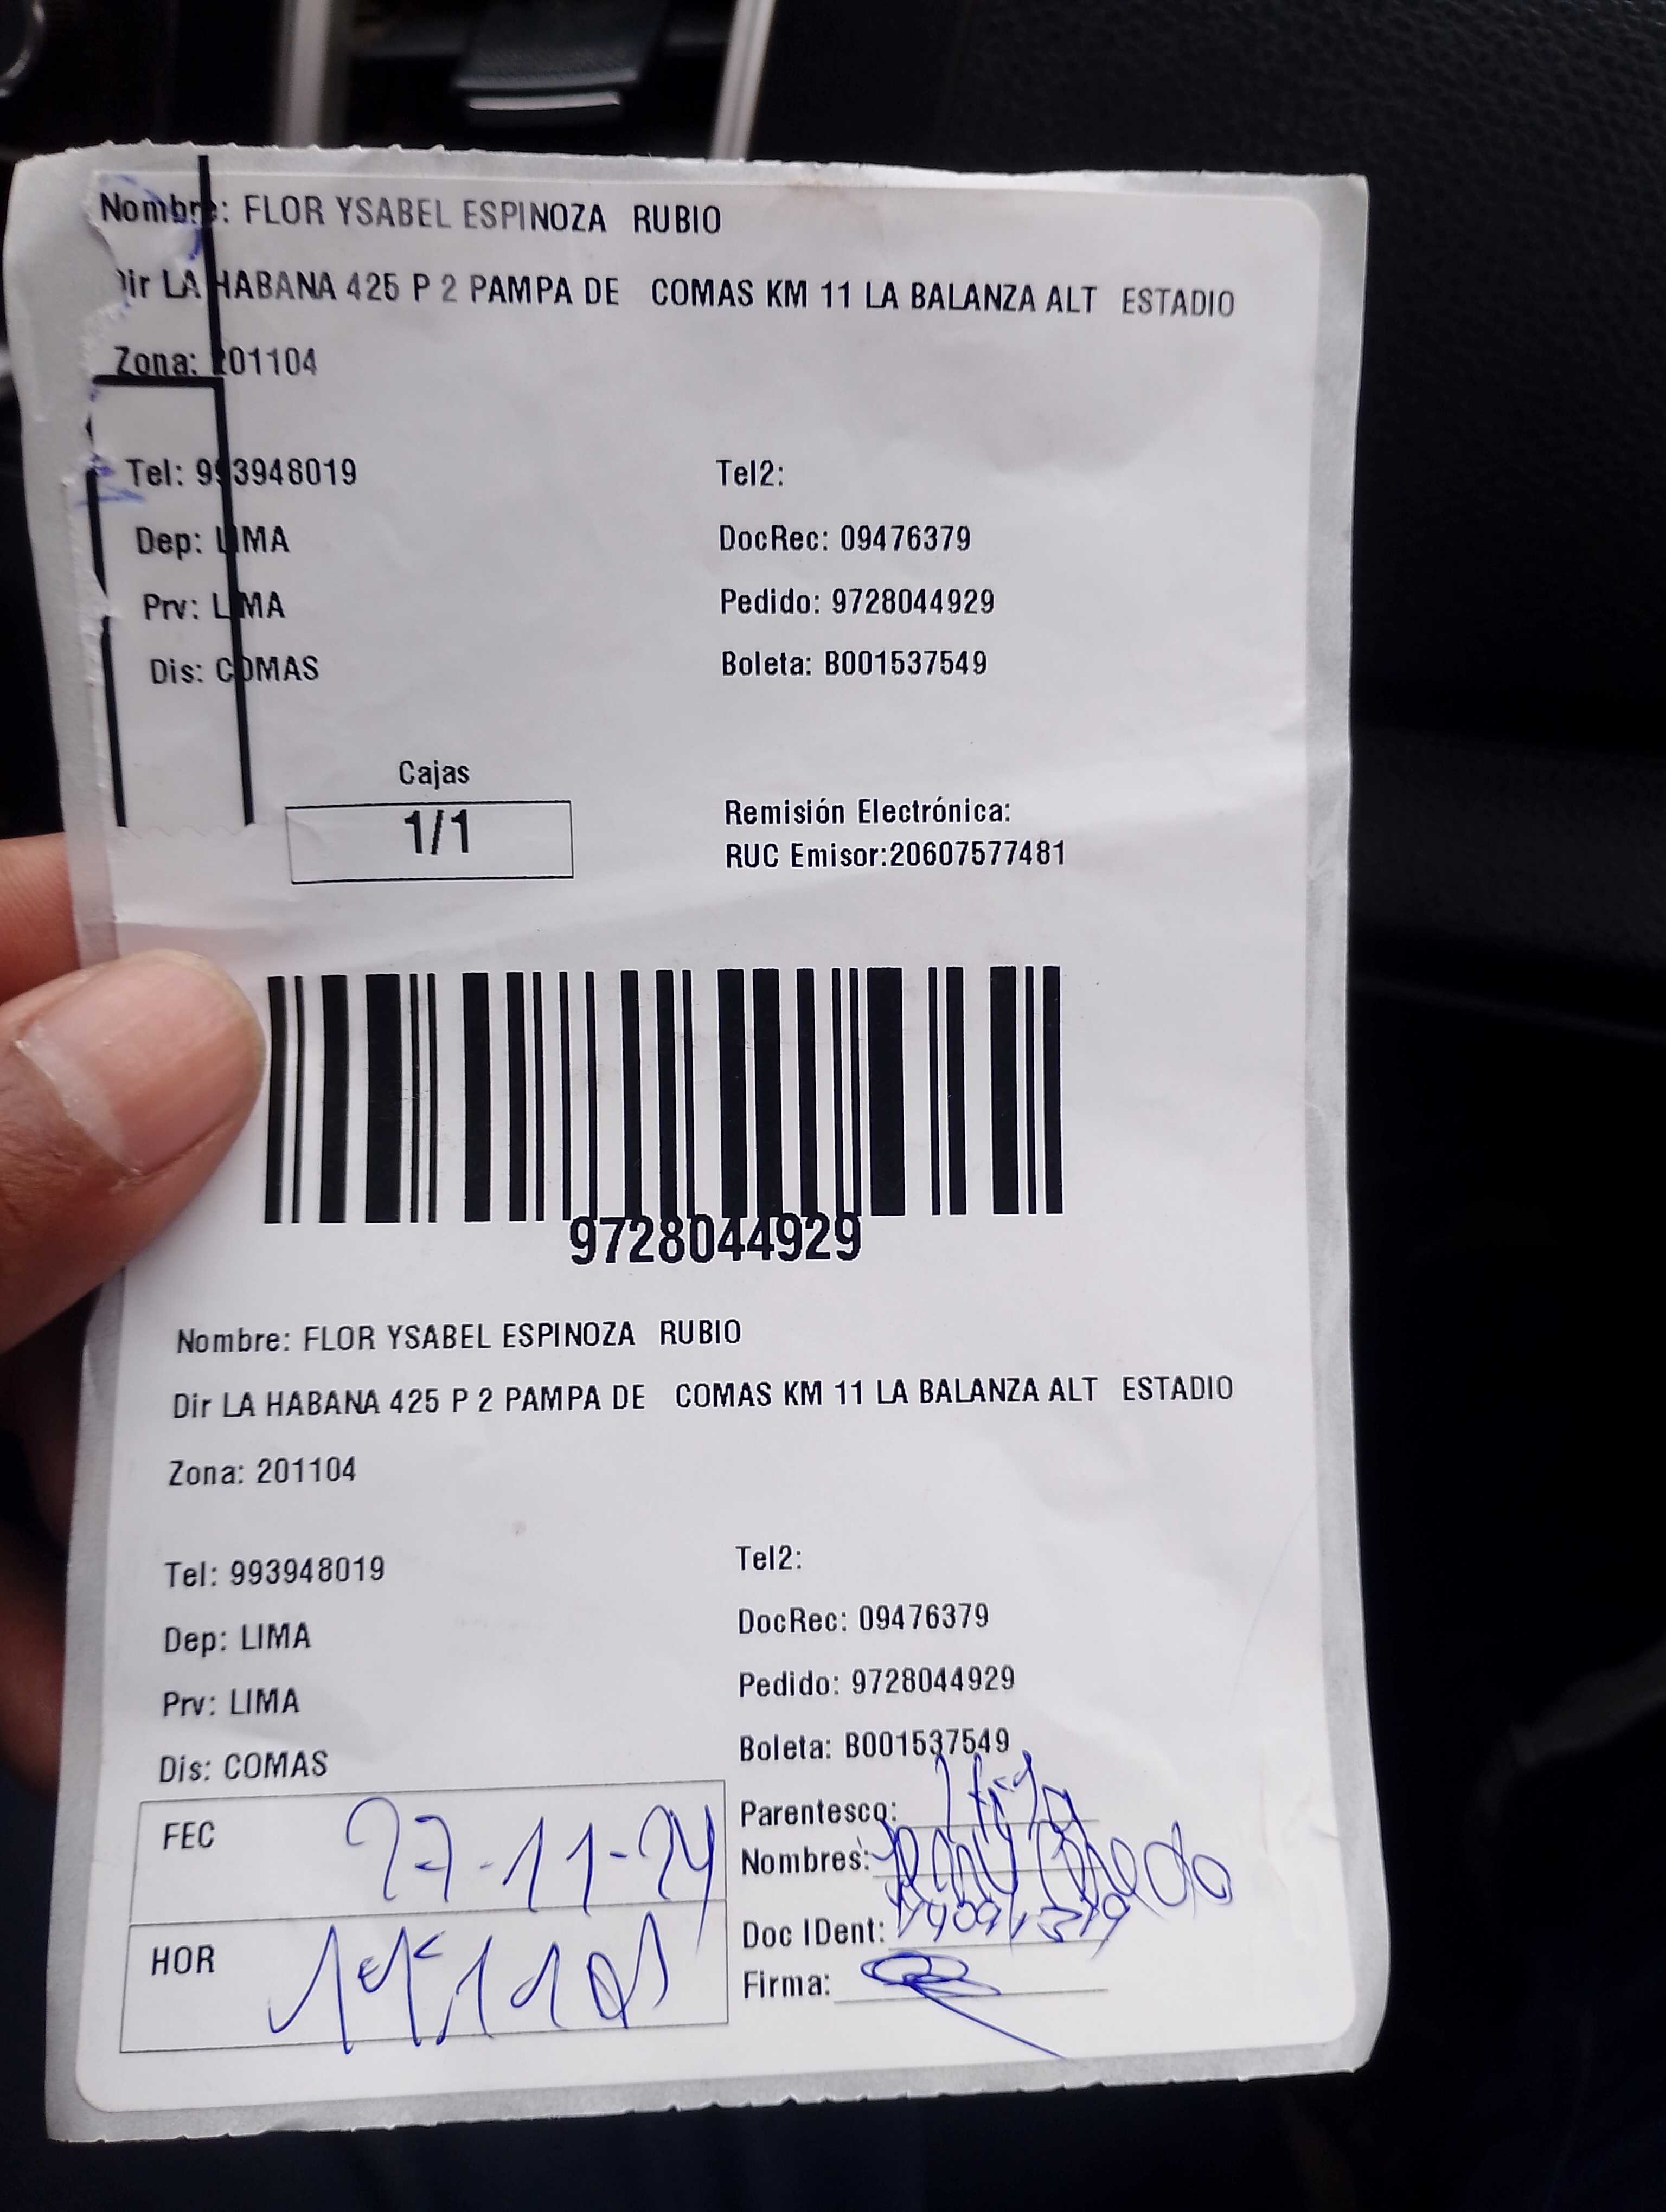 Nombre: FLOR YSABEL ESPINOZA RUBIO
Dir LA HABANA 425 P 2 PAMPA DE COMAS KM 11 LA BALANZA ALT ESTADIO
Zona: 201104
Tel: 993948019 Tel2:
Dep: LIMA DocRec: 09476379
Prv: LIMA Pedido: 9728044929
Dis: COMAS Boleta: B001537549
Cajas
1/1
Remisión Electrónica:
RUC Emisor:20607577481
9728044929
Nombre: FLOR YSABEL ESPINOZA RUBIO
Dir LA HABANA 425 P 2 PAMPA DE COMAS KM 11 LA BALANZA ALT ESTADIO
Zona: 201104
Tel: 993948019 Tel2:
Dep: LIMA DocRec: 09476379
Prv: LIMA Pedido: 9728044929
Dis: COMAS Boleta: B001537549
FEC 27-11-24
HOR
Parentesco: Hija
Nombres:
Doc IDent:
Firma: